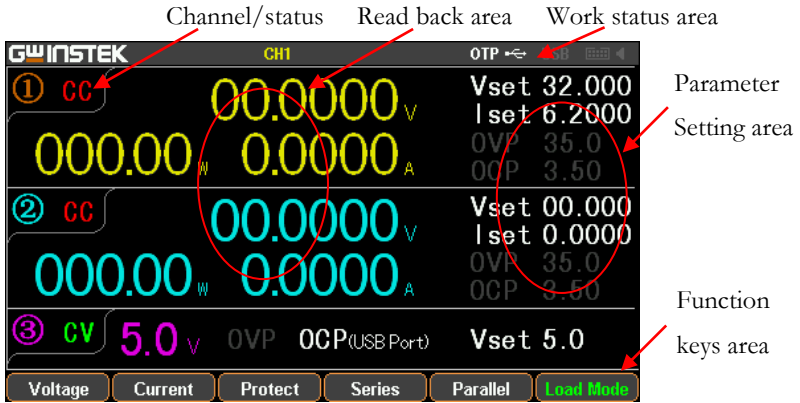 Channel/status Read back area Work status area
GWINSTEK CH1 OTP USB
1 CC 00.0000 V Vset 32.000
Iset 6.2000
000.00 W 0.0000 A OVP 35.0
OCP 3.50
Parameter
Setting area
2 CC 00.0000 V Vset 00.000
Iset 0.0000
000.00 W 0.0000 A OVP 35.0
OCP 3.50
3 CV 5.0 V OVP OCP(USB Port) Vset 5.0
Function
keys area
Voltage Current Protect Series Parallel Load Mode